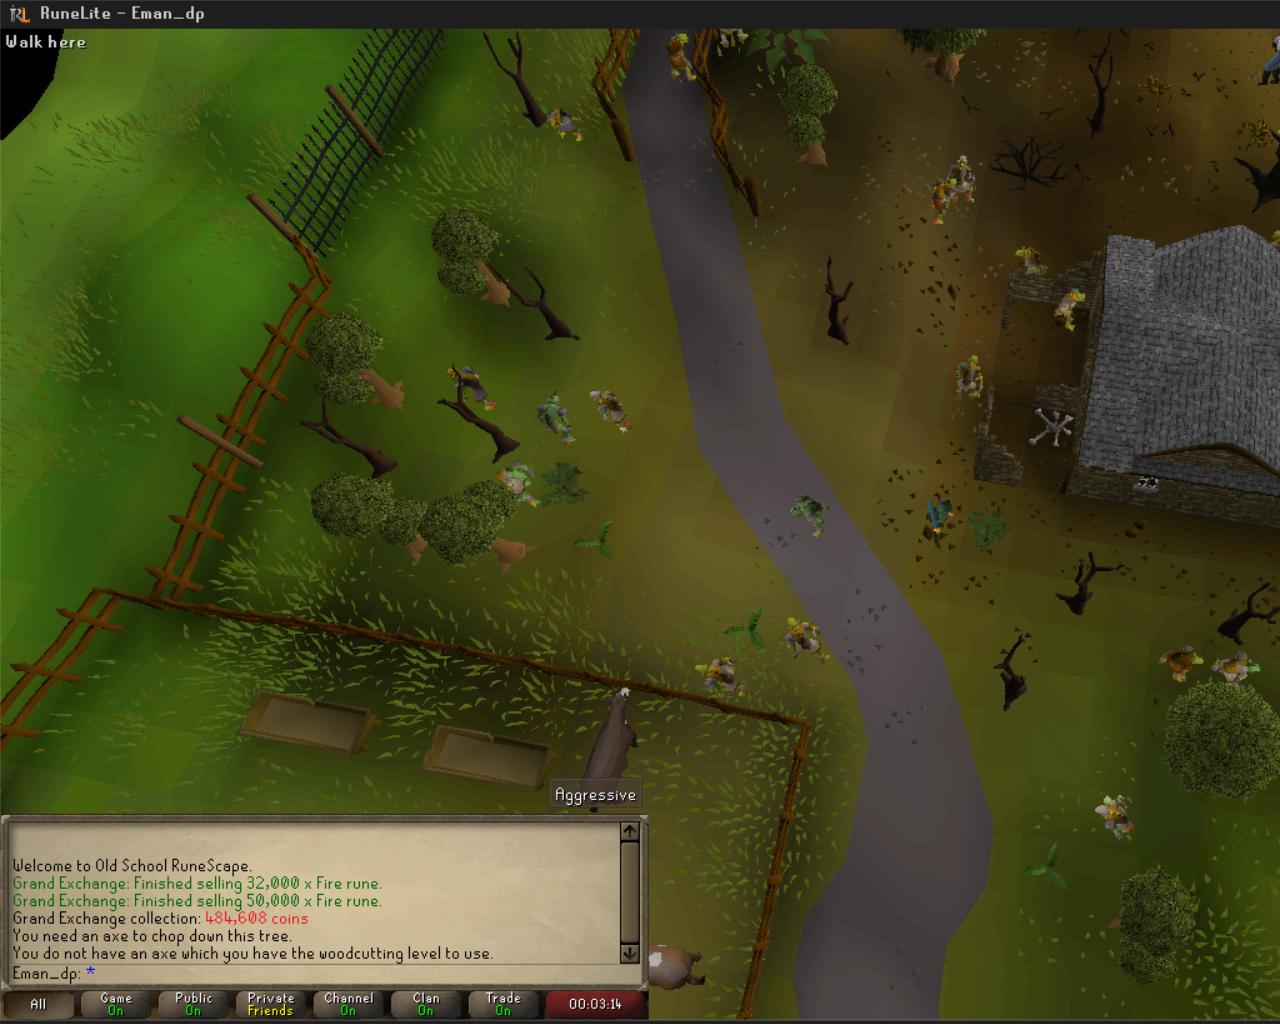 RuneLite - Eman_dp
Walk here
Aggressive
Welcome to Old School RuneScape.
Grand Exchange: Finished selling 32,000 x Fire rune.
Grand Exchange: Finished selling 50,000 x Fire rune.
Grand Exchange collection: 484,608 coins
You need an axe to chop down this tree.
You do not have an axe which you have the woodcutting level to use.
Eman_dp: *
All
Game
On
Public
On
Private
Friends
Channel
On
Clan
On
Trade
On
00:03:14